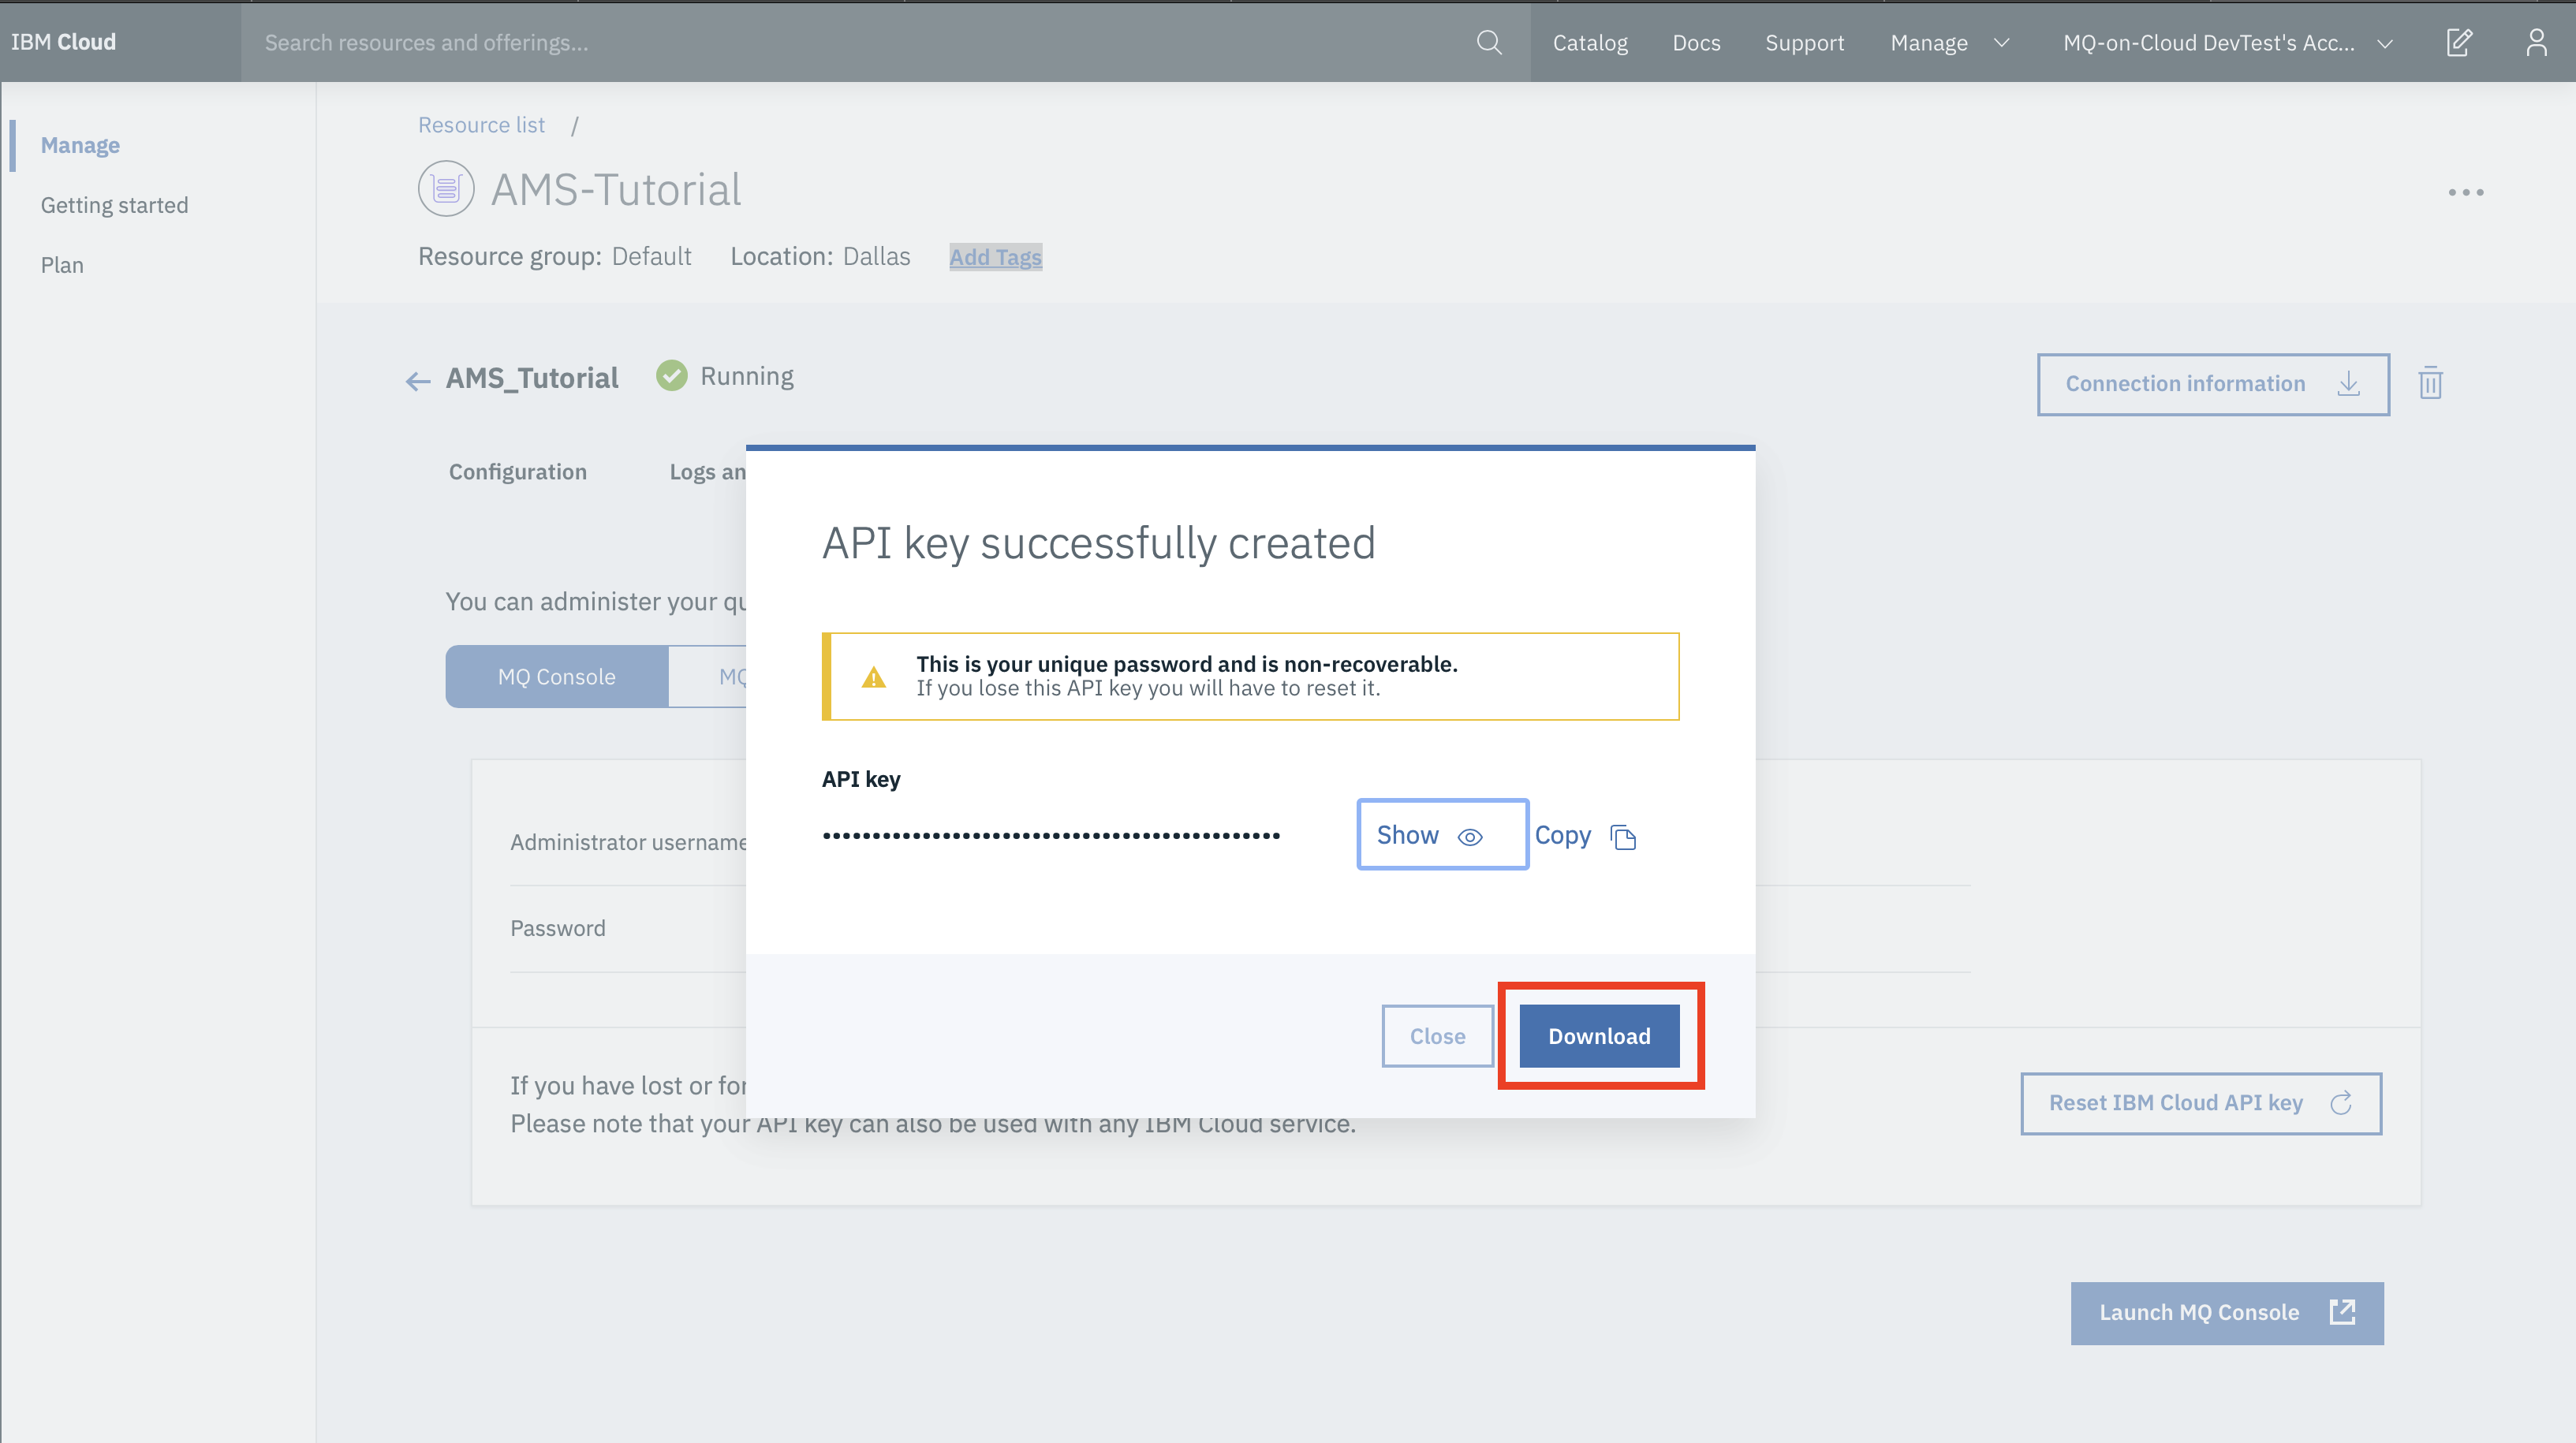 IBM Cloud
Search resources and offerings...
Catalog
Docs
Support
Manage
MQ-on-Cloud DevTest's Acc...
Manage
Getting started
Plan
Resource list /
AMS-Tutorial
Resource group: Default Location: Dallas Add Tags
AMS_Tutorial
Running
Connection information
Configuration
Logs an
You can administer your qu
MQ Console
MQ
Administrator username
Password
If you have lost or for
Please note that your API key can also be used with any IBM Cloud service.
Reset IBM Cloud API key
Launch MQ Console
API key successfully created
This is your unique password and is non-recoverable.
If you lose this API key you will have to reset it.
API key
Show
Copy
Close
Download